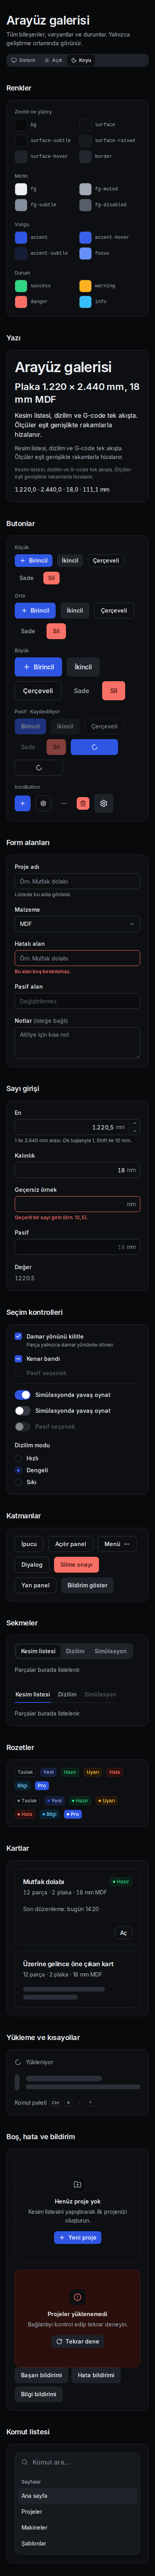 Arayüz galerisi
Tüm bileşenler, varyantlar ve durumlar. Yalnızca
geliştirme ortamında görünür.
Sistem Açık Koyu
Renkler
Zemin ve yüzey
bg surface
surface-subtle surface-raised
surface-hover border
Metin
fg fg-muted
fg-subtle fg-disabled
Vurgu
accent accent-hover
accent-subtle focus
Durum
success warning
danger info
Yazı
Arayüz galerisi
Plaka 1.220 × 2.440 mm, 18
mm MDF
Kesim listesi, dizilim ve G-code tek akışta.
Ölçüler eşit genişlikte rakamlarla
hizalanır.
Kesim listesi, dizilim ve G-code tek akışta.
Ölçüler eşit genişlikte rakamlarla hizalanır.
Kesim listesi, dizilim ve G-code tek akışta. Ölçüler
eşit genişlikte rakamlarla hizalanır.
1.220,0 · 2.440,0 · 18,0 · 111,1 mm
Butonlar
Küçük
Birincil İkincil Çerçeveli
Sade Sil
Orta
Birincil İkincil Çerçeveli
Sade Sil
Büyük
Birincil İkincil
Çerçeveli Sade Sil
Pasif · Kaydediliyor
Birincil İkincil Çerçeveli
Sade Sil
IconButton
Form alanları
Proje adı
Örn. Mutfak dolabı
Listede bu adla görünür.
Malzeme
MDF
Hatalı alan
Örn. Mutfak dolabı
Bu alan boş bırakılamaz.
Pasif alan
Değiştirilemez
Notlar (isteğe bağlı)
Atölye için kısa not
Sayı girişi
En
1.220,5 mm
1 ile 2.440 mm arası. Ok tuşlarıyla 1, Shift ile 10 mm.
Kalınlık
18 mm
Geçersiz örnek
mm
Geçerli bir sayı girin (örn. 12,5).
Pasif
18 mm
Değer
1220.5
Seçim kontrolleri
Damar yönünü kilitle
Parça yalnızca damar yönünde döner.
Kenar bandı
Pasif seçenek
Simülasyonda yavaş oynat
Simülasyonda yavaş oynat
Pasif seçenek
Dizilim modu
Hızlı
Dengeli
Sıkı
Katmanlar
İpucu Açılır panel Menü
Diyalog Silme onayı
Yan panel Bildirim göster
Sekmeler
Kesim listesi Dizilim Simülasyon
Parçalar burada listelenir.
Kesim listesi Dizilim Simülasyon
Parçalar burada listelenir.
Rozetler
Taslak Yeni Hazır Uyarı Hata
Bilgi Pro
Taslak Yeni Hazır Uyarı
Hata Bilgi Pro
Kartlar
Mutfak dolabı Hazır
12 parça · 2 plaka · 18 mm MDF
Son düzenleme: bugün 14:20
Aç
Üzerine gelince öne çıkan kart
12 parça · 2 plaka · 18 mm MDF
Yükleme ve kısayollar
Yükleniyor
Komut paleti Ctrl K · ?
Boş, hata ve bildirim
Henüz proje yok
Kesim listesini yapıştırarak ilk projenizi
oluşturun.
Yeni proje
Projeler yüklenemedi
Bağlantıyı kontrol edip tekrar deneyin.
Tekrar dene
Başarı bildirimi Hata bildirimi
Bilgi bildirimi
Komut listesi
Komut ara...
Sayfalar
Ana sayfa
Projeler
Makineler
Şablonlar